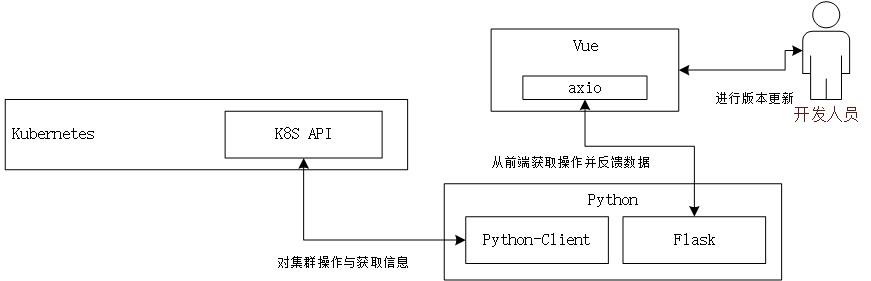 Vue
axio
进行版本更新
开发人员
Kubernetes
K8S API
从前端获取操作并反馈数据
Python
Python-Client
Flask
对集群操作与获取信息